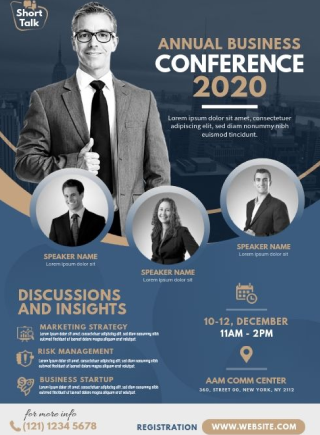 Short
Talk
ANNUAL BUSINESS
CONFERENCE
2020
Lorem ipsum dolor sit amet, consectetuer
adipiscing elit, sed diam nonummy nibh
euismod tincidunt.
SPEAKER NAME
Lorem ipsum dolor sit
SPEAKER NAME
Lorem ipsum dolor sit
SPEAKER NAME
Lorem ipsum dolor sit
DISCUSSIONS
AND INSIGHTS
MARKETING STRATEGY
RISK MANAGEMENT
BUSINESS STARTUP
10-12, DECEMBER
11AM - 2PM
AAM COMM CENTER
360, STREET 00. NEW YORK, NY 2112
for more info
(121) 1234 5678
REGISTRATION
WWW.WEBSITE.COM